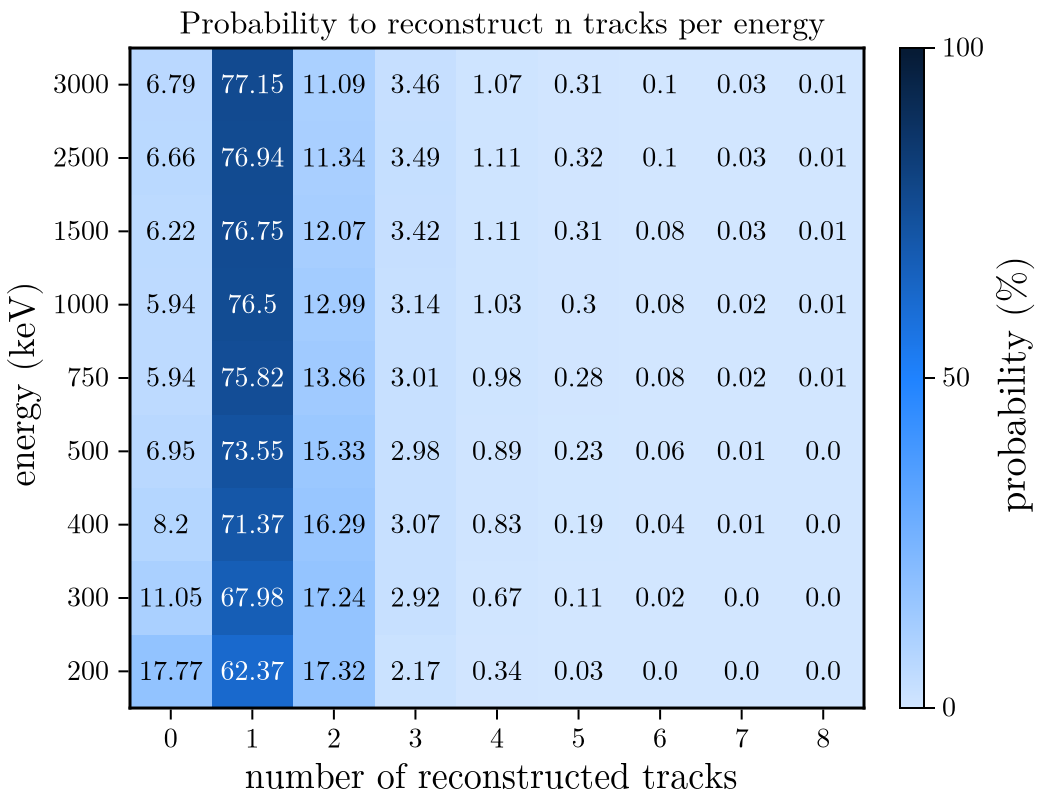 Probability to reconstruct n tracks per energy
3000 6.79 77.15 11.09 3.46 1.07 0.31 0.1 0.03 0.01
2500 6.66 76.94 11.34 3.49 1.11 0.32 0.1 0.03 0.01
1500 6.22 76.75 12.07 3.42 1.11 0.31 0.08 0.03 0.01
1000 5.94 76.5 12.99 3.14 1.03 0.3 0.08 0.02 0.01
750 5.94 75.82 13.86 3.01 0.98 0.28 0.08 0.02 0.01
500 6.95 73.55 15.33 2.98 0.89 0.23 0.06 0.01 0.0
400 8.2 71.37 16.29 3.07 0.83 0.19 0.04 0.01 0.0
300 11.05 67.98 17.24 2.92 0.67 0.11 0.02 0.0 0.0
200 17.77 62.37 17.32 2.17 0.34 0.03 0.0 0.0 0.0
0 1 2 3 4 5 6 7 8
number of reconstructed tracks
energy (keV)
100
50
0
probability (%)